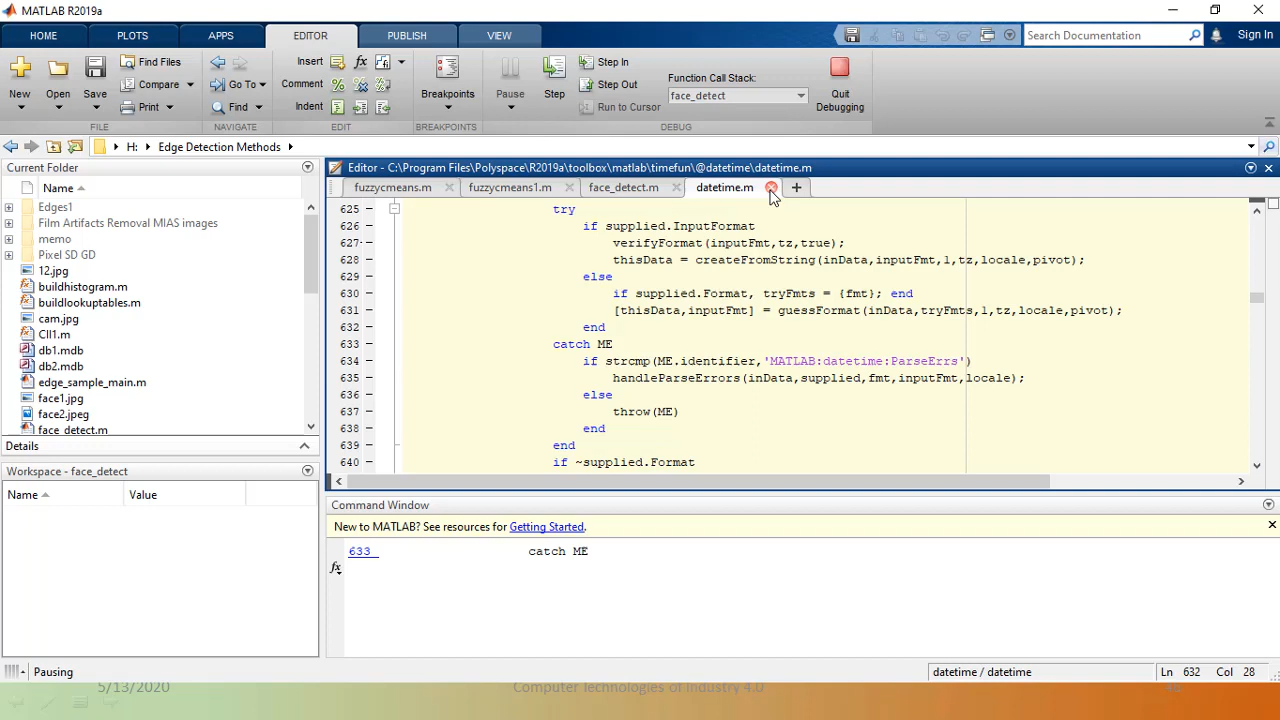 MATLAB R2019a
HOME PLOTS APPS EDITOR PUBLISH VIEW
Search Documentation
Sign In
New Open Save
Find Files
Compare
Print
FILE
Go To
Find
NAVIGATE
Insert
Comment
Indent
EDIT
Breakpoints
BREAKPOINTS
Pause
Step
Step In
Step Out
Run to Cursor
Function Call Stack:
face_detect
DEBUG
Quit
Debugging
H: Edge Detection Methods
Current Folder
Name
Edges1
Film Artifacts Removal MIAS images
memo
Pixel SD GD
12.jpg
buildhistogram.m
buildlookuptables.m
cam.jpg
CII1.m
db1.mdb
db2.mdb
edge_sample_main.m
face1.jpg
face2.jpeg
face_detect.m
Details
Workspace - face_detect
Name Value
Editor - C:\Program Files\Polyspace\R2019a\toolbox\matlab\timefun\@datetime\datetime.m
fuzzycmeans.m fuzzycmeans1.m face_detect.m datetime.m
625 try
626 if supplied.InputFormat
627 verifyFormat(inputFmt,tz,true);
628 thisData = createFromString(inData,inputFmt,1,tz,locale,pivot);
629 else
630 if supplied.Format, tryFmts = {fmt}; end
631 [thisData,inputFmt] = guessFormat(inData,tryFmts,1,tz,locale,pivot);
632 end
633 catch ME
634 if strcmp(ME.identifier,'MATLAB:datetime:ParseErrs')
635 handleParseErrors(inData,supplied,fmt,inputFmt,locale);
636 else
637 throw(ME)
638 end
639 end
640 if ~supplied.Format
Command Window
New to MATLAB? See resources for Getting Started.
633 catch ME
fx
Pausing
datetime / datetime
Ln 632 Col 28
5/13/2020
Computer Technologies of Industry 4.0